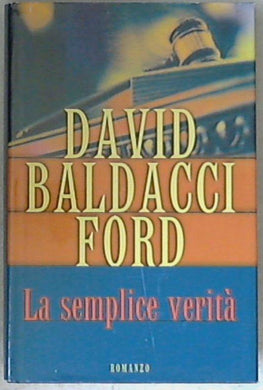 DAVID
BALDACCI
FORD
La semplice verità
ROMANZO